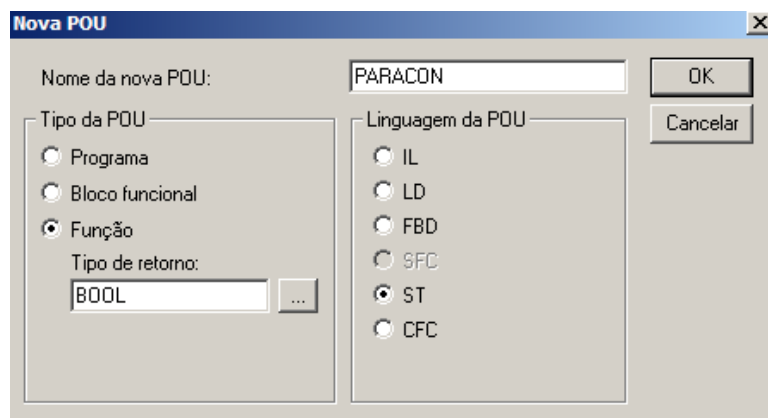 Nova POU
Nome da nova POU:
PARACON
OK
Cancelar
Tipo da POU
Programa
Bloco funcional
Função
Tipo de retorno:
BOOL
...
Linguagem da POU
IL
LD
FBD
SFC
ST
CFC